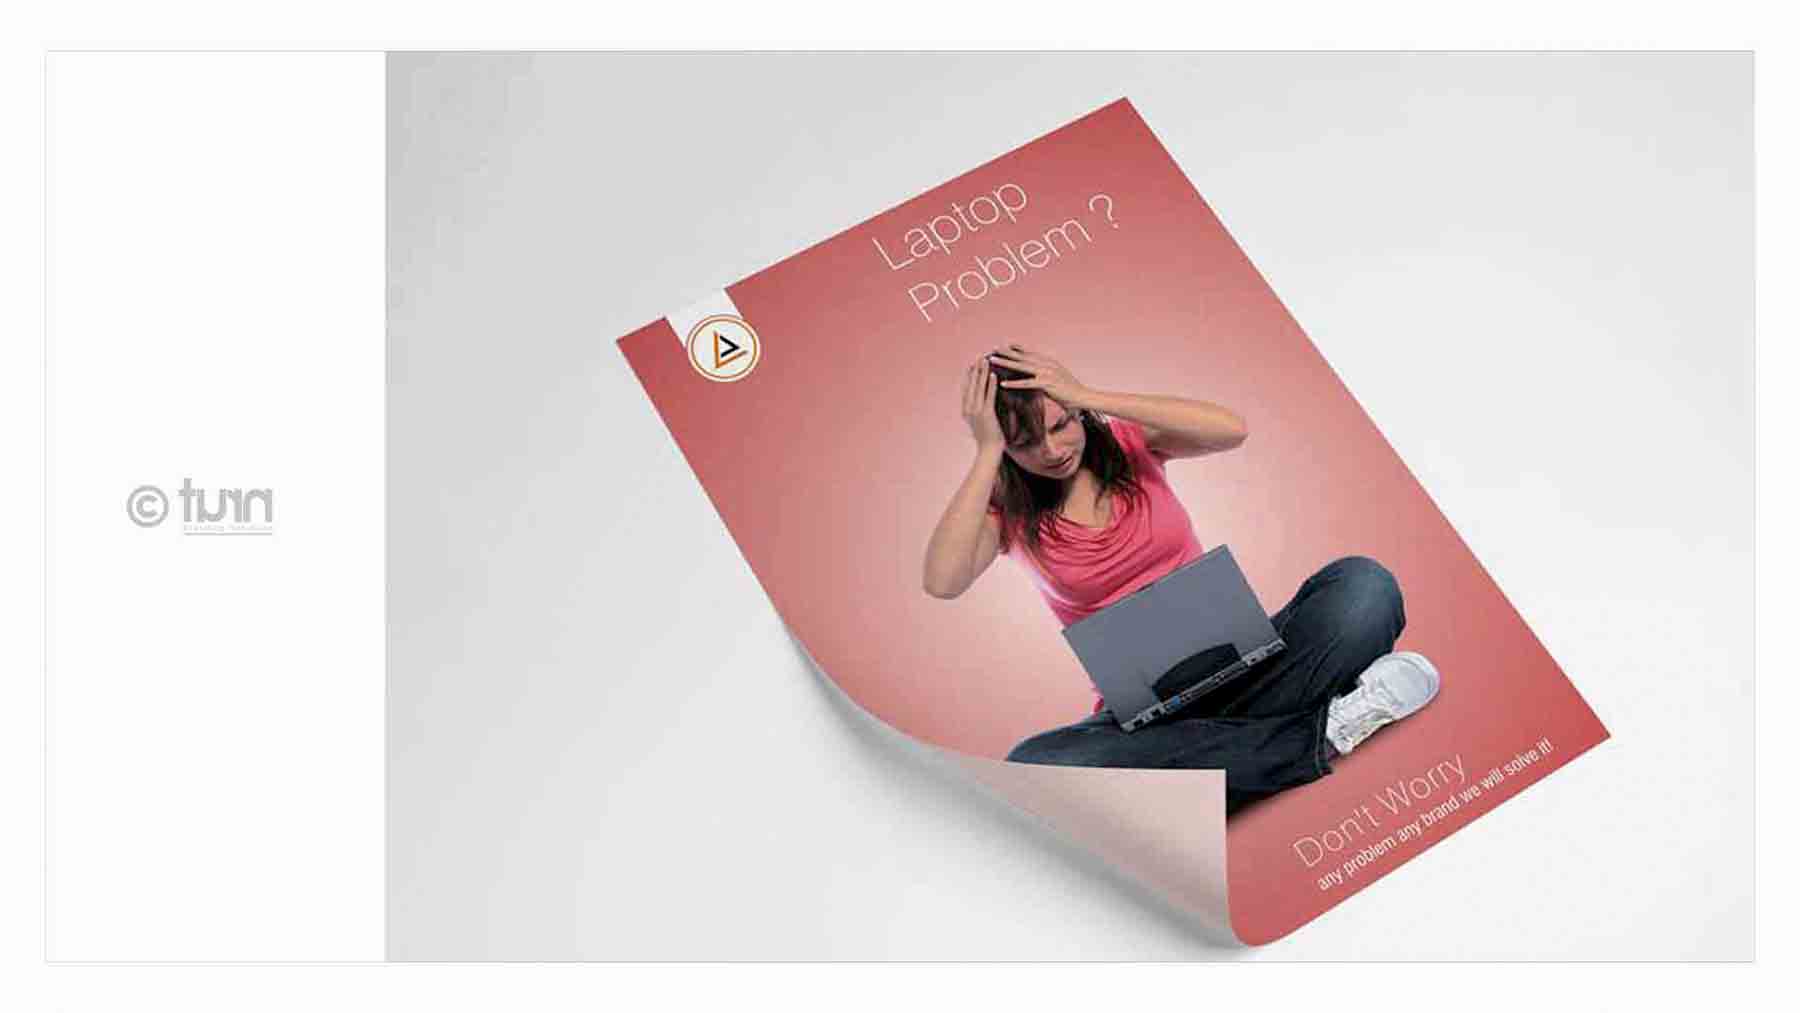 © turn
Laptop
Problem ?
Don't Worry
any problem any brand we will solve it!